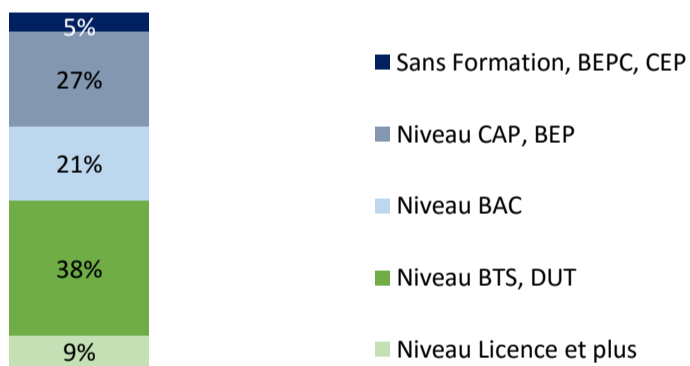 5%
27%
21%
38%
9%
Sans Formation, BEPC, CEP
Niveau CAP, BEP
Niveau BAC
Niveau BTS, DUT
Niveau Licence et plus